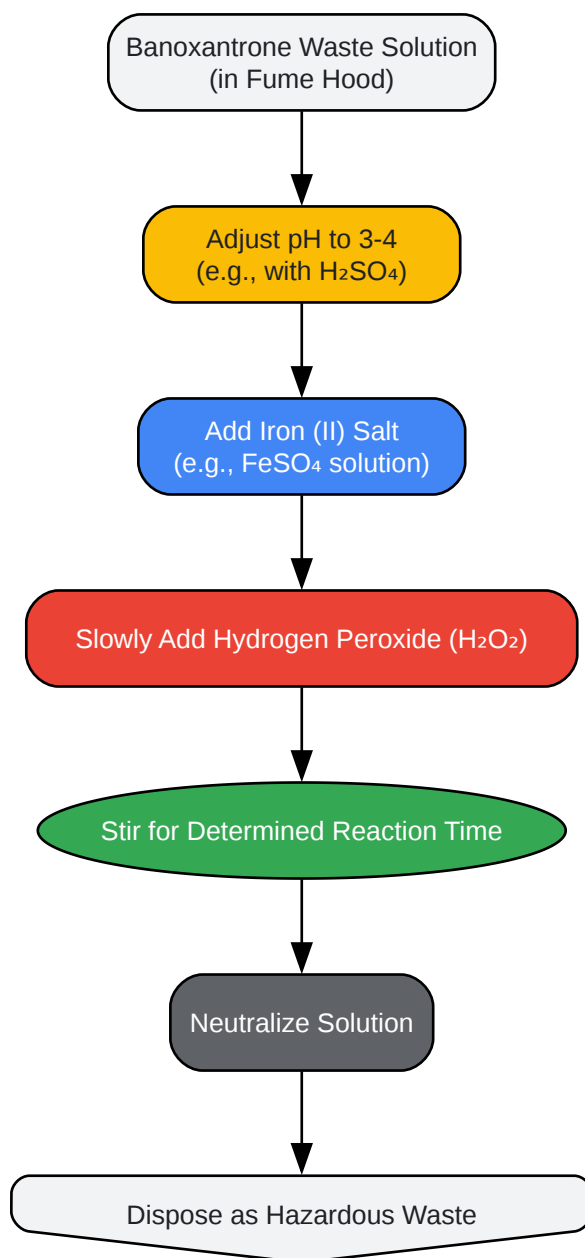 Banoxantrone Waste Solution
(in Fume Hood)
Adjust pH to 3-4
(e.g., with H₂SO₄)
Add Iron (II) Salt
(e.g., FeSO₄ solution)
Slowly Add Hydrogen Peroxide (H₂O₂)
Stir for Determined Reaction Time
Neutralize Solution
Dispose as Hazardous Waste